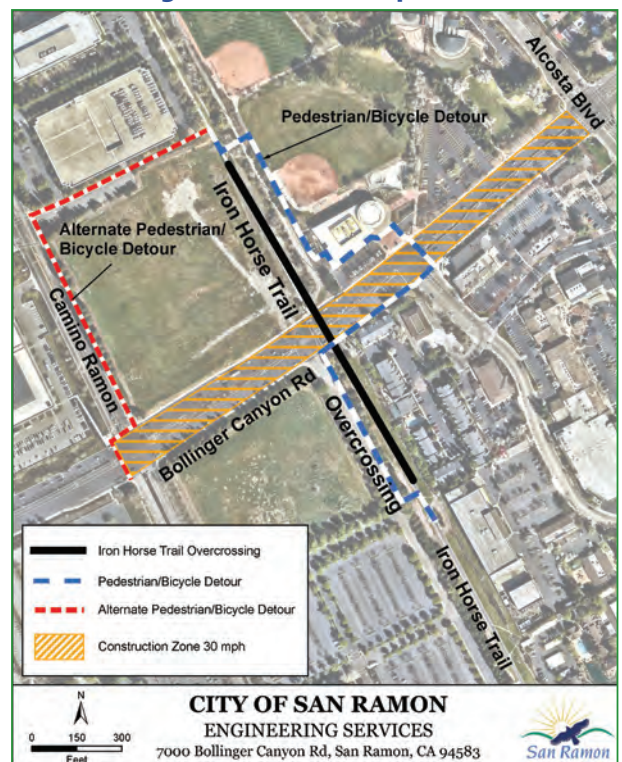 Alcosta Blvd
Pedestrian/Bicycle Detour
Iron Horse Trail
Alternate Pedestrian/
Bicycle Detour
Camino Ramon
Bollinger Canyon Rd
Overcrossing
Iron Horse Trail
Iron Horse Trail Overcrossing
Pedestrian/Bicycle Detour
Alternate Pedestrian/Bicycle Detour
Construction Zone 30 mph
N
0 150 300
Feet
CITY OF SAN RAMON
ENGINEERING SERVICES
7000 Bollinger Canyon Rd, San Ramon, CA 94583
San Ramon